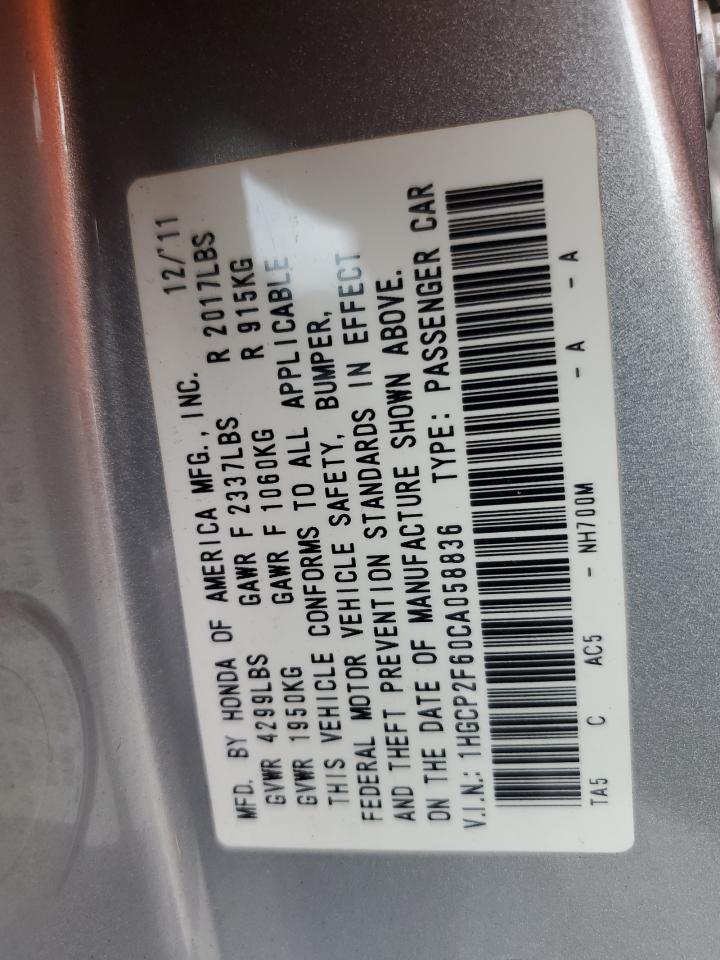 MFD. BY HONDA OF AMERICA MFG., INC. 12/'11
GVWR 4299LBS GAWR F 2337LBS R 2017LBS
GVWR 1950KG GAWR F 1060KG R 915KG
THIS VEHICLE CONFORMS TO ALL APPLICABLE
FEDERAL MOTOR VEHICLE SAFETY, BUMPER,
AND THEFT PREVENTION STANDARDS IN EFFECT
ON THE DATE OF MANUFACTURE SHOWN ABOVE.
V.I.N.: 1HGCP2F60CA058836 TYPE: PASSENGER CAR
TA5 C AC5 - NH700M - A - A